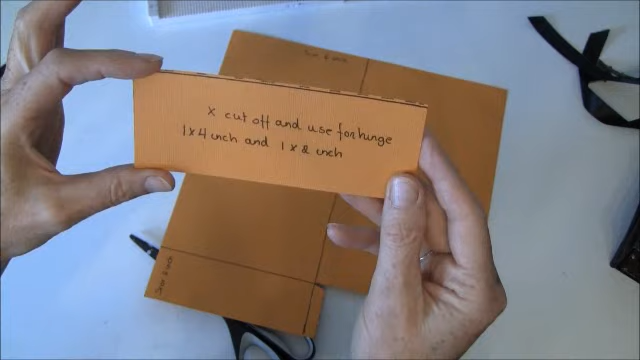 x cut off and use for hinge
1 x 4 inch and 1 x 8 inch